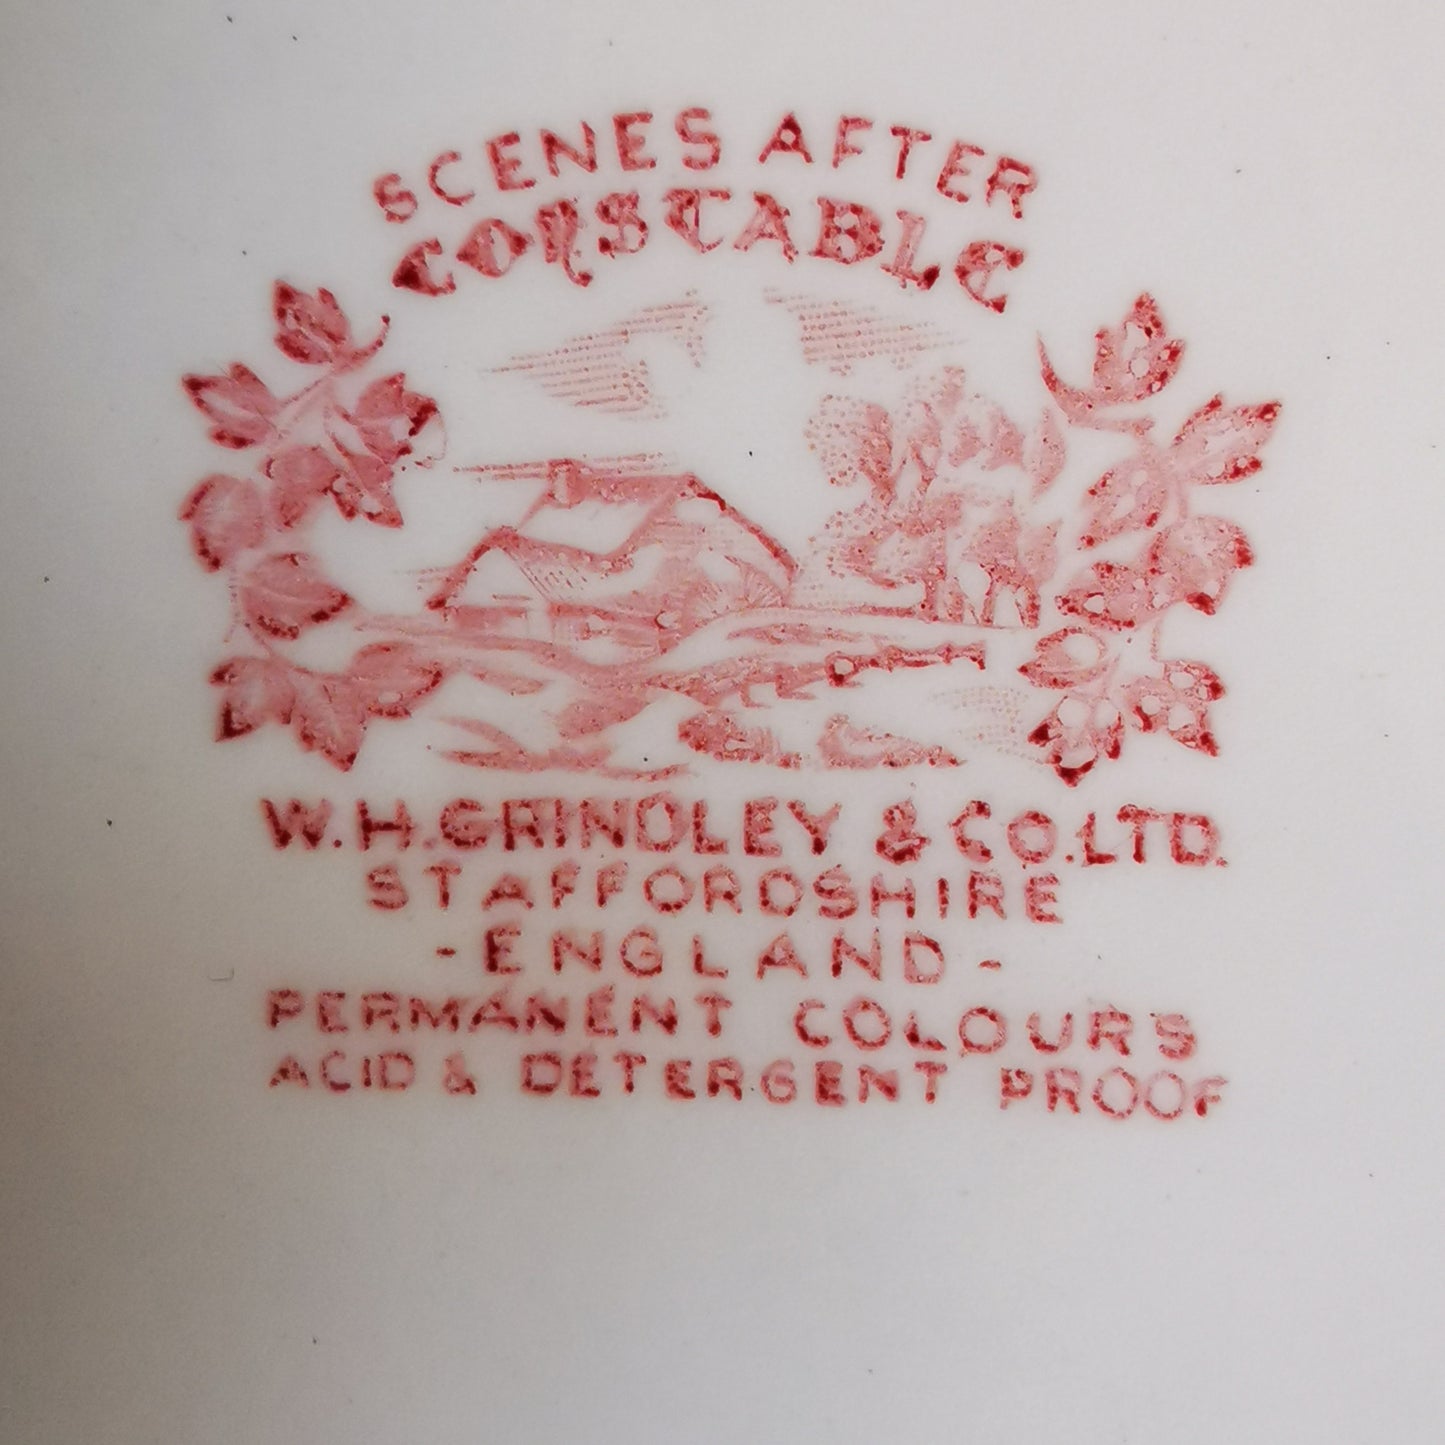 SCENES AFTER
CONSTABLE
W.H.GRINDLEY & CO.LTD.
STAFFORDSHIRE
-ENGLAND-
PERMANENT COLOURS
ACID & DETERGENT PROOF